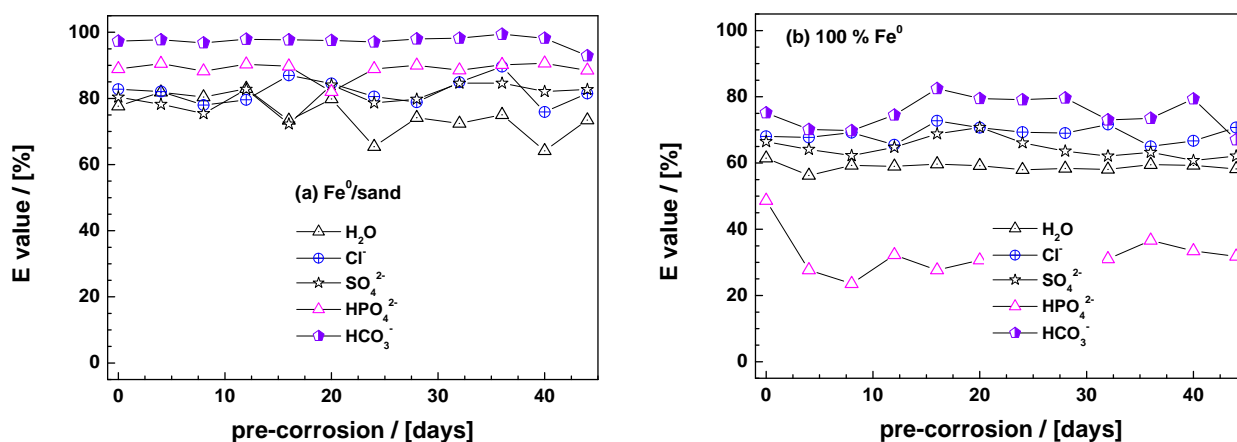 100
80
60
40
20
0
E value / [%]
(a) Fe⁰/sand
H₂O
Cl⁻
SO₄²⁻
HPO₄²⁻
HCO₃⁻
0 10 20 30 40
pre-corrosion / [days]
100
80
60
40
20
0
E value / [%]
(b) 100 % Fe⁰
H₂O
Cl⁻
SO₄²⁻
HPO₄²⁻
HCO₃⁻
0 10 20 30 40
pre-corrosion / [days]